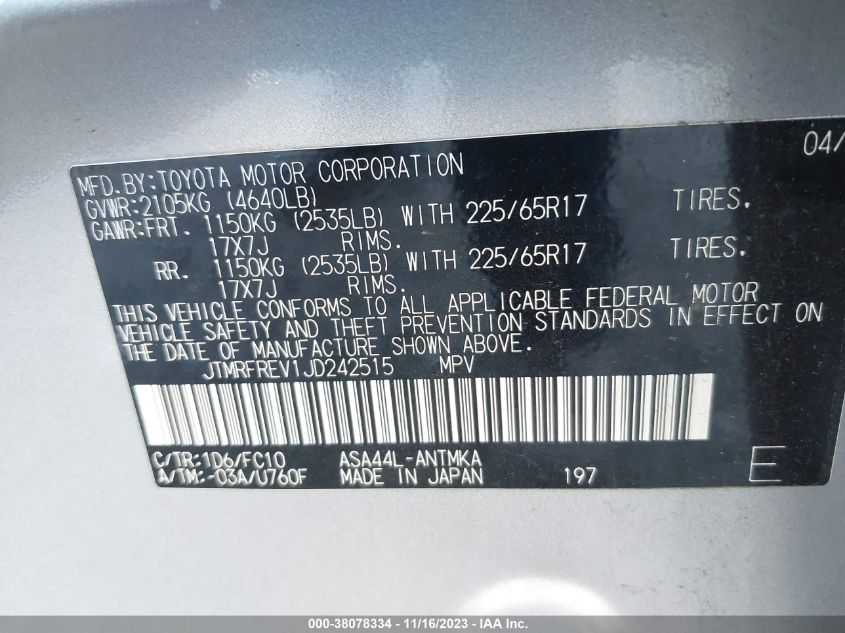 04/
MFD.BY:TOYOTA MOTOR CORPORATION
GVWR:2105KG (4640LB)
GAWR:FRT. 1150KG (2535LB) WITH 225/65R17 TIRES.
17X7J RIMS.
RR. 1150KG (2535LB) WITH 225/65R17 TIRES.
17X7J RIMS.
THIS VEHICLE CONFORMS TO ALL APPLICABLE FEDERAL MOTOR
VEHICLE SAFETY AND THEFT PREVENTION STANDARDS IN EFFECT ON
THE DATE OF MANUFACTURE SHOWN ABOVE.
JTMRFREV1JD242515 MPV
C/TR:1D6/FC10 ASA44L-ANTMKA
A/TM:-03A/U760F MADE IN JAPAN 197 E
000-38078334 - 11/16/2023 - © IAA Inc.